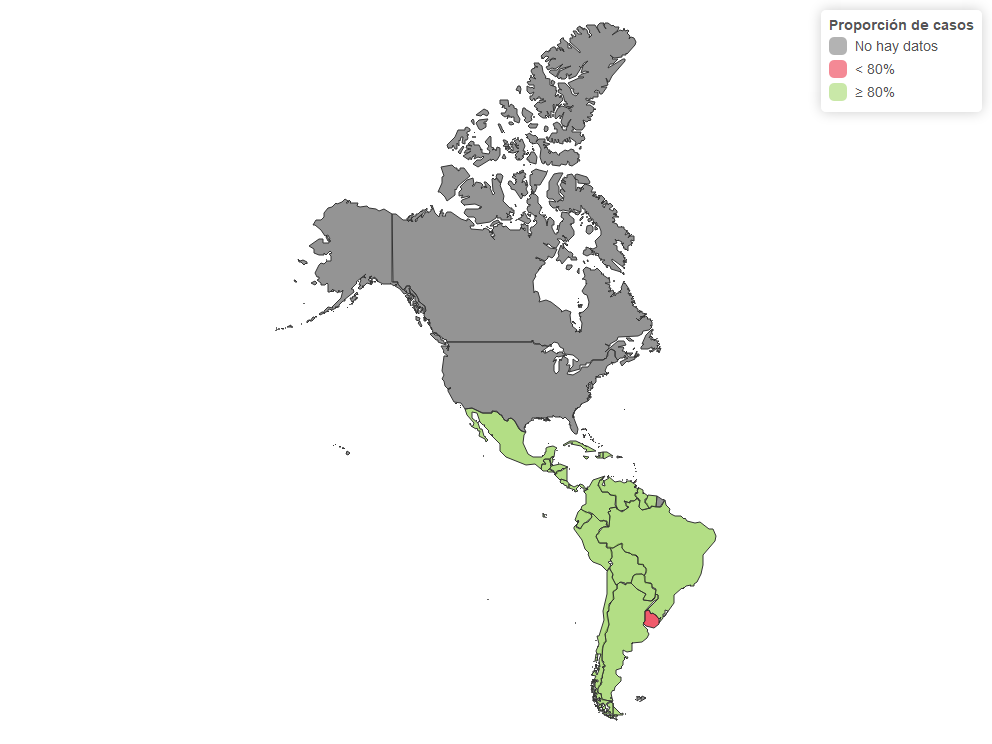 Proporción de casos
No hay datos
< 80%
≥ 80%